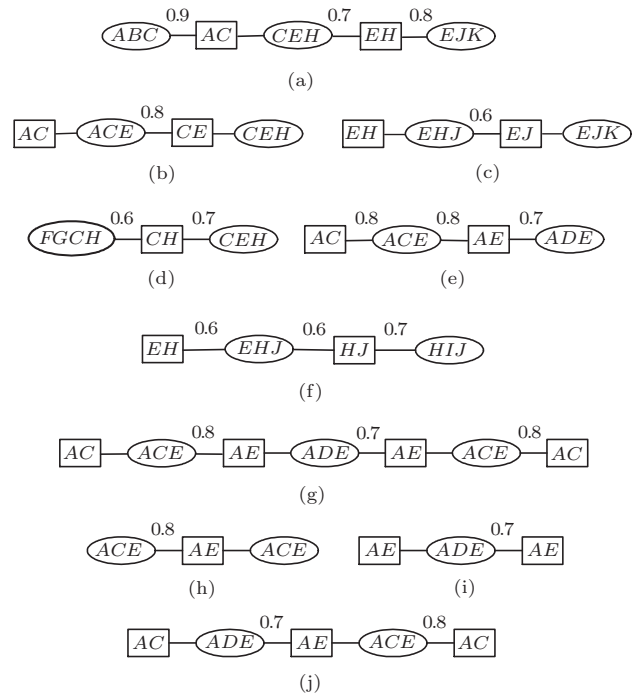 0.9 0.7 0.8
ABC AC CEH EH EJK
(a)
0.8 0.6
AC ACE CE CEH EH EHJ EJ EJK
(b) (c)
0.6 0.7 0.8 0.8 0.7
FGCH CH CEH AC ACE AE ADE
(d) (e)
0.6 0.6 0.7
EH EHJ HJ HIJ
(f)
0.8 0.7 0.8
AC ACE AE ADE AE ACE AC
(g)
0.8 0.7
ACE AE ACE AE ADE AE
(h) (i)
0.7 0.8
AC ADE AE ACE AC
(j)